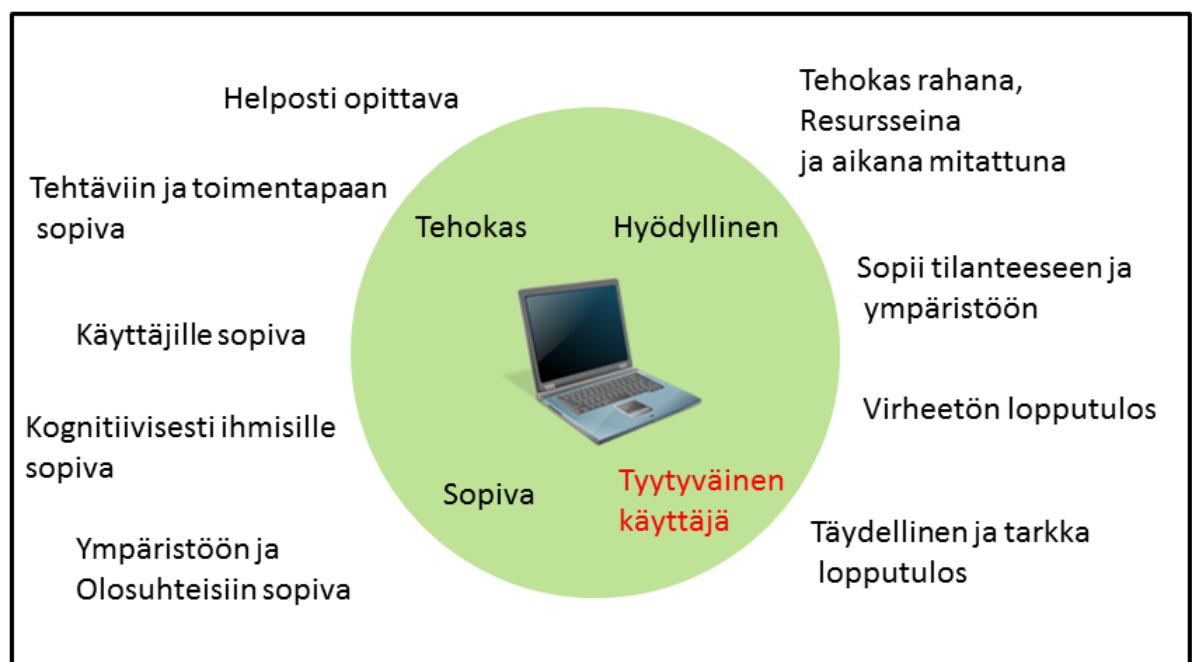 Helposti opittava
Tehokas rahana,
Resursseina
ja aikana mitattuna
Tehtäviin ja toimentapaan
sopiva
Tehokas
Hyödyllinen
Sopii tilanteeseen ja
ympäristöön
Käyttäjille sopiva
Virheetön lopputulos
Kognitiivisesti ihmisille
sopiva
Sopiva
Tyytyväinen
käyttäjä
Ympäristöön ja
Olosuhteisiin sopiva
Täydellinen ja tarkka
lopputulos